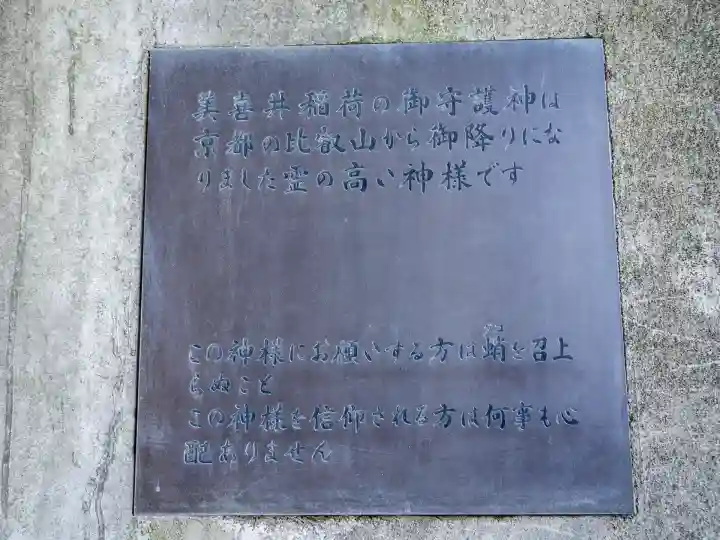 美喜井稲荷の御守護神は
京都の比叡山から御降りにな
りました霊の高い神様です
この神様にお願いする方は蛸を召上
らぬこと
この神様を信仰される方は何事も心
配ありません